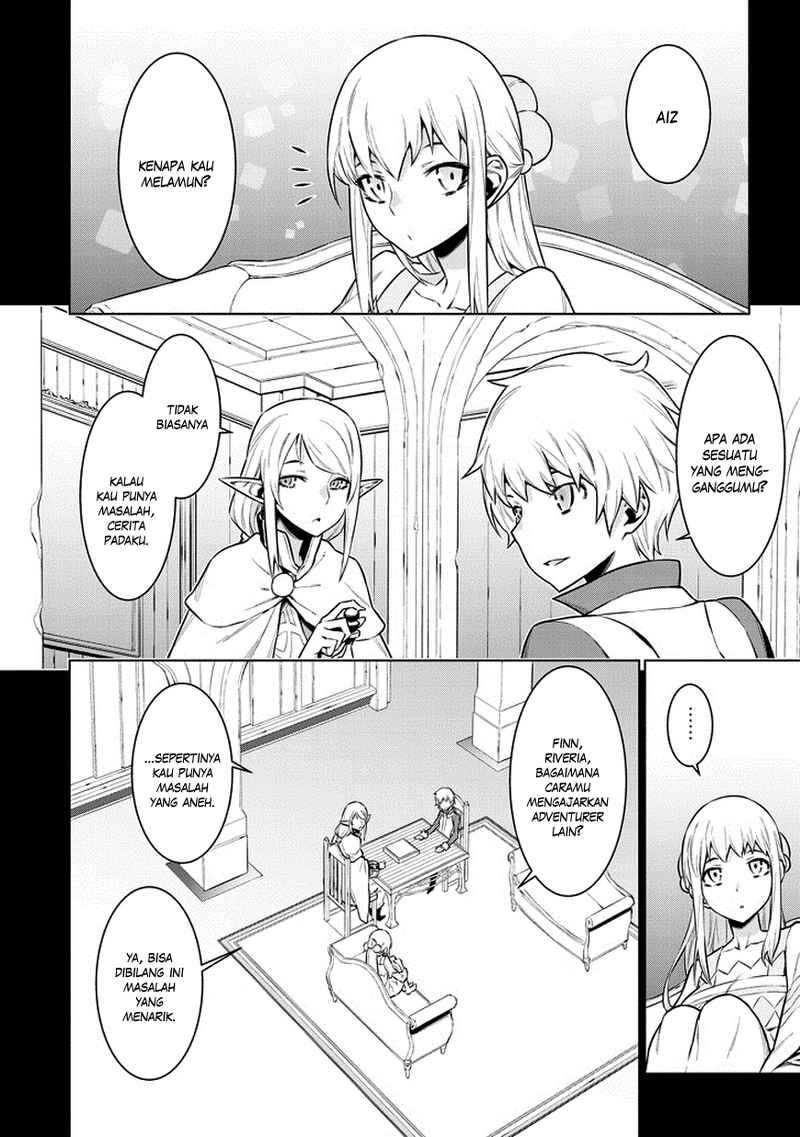 AIZ
KENAPA KAU
MELAMUN?
APA ADA
SESUATU
YANG MENG-
GANGGUMU?
TIDAK
BIASANYA
KALAU
KAU PUNYA
MASALAH,
CERITA
PADAKU.
......
FINN,
RIVERIA,
BAGAIMANA
CARAMU
MENGAJARKAN
ADVENTURER
LAIN?
...SEPERTINYA
KAU PUNYA
MASALAH
YANG ANEH.
YA, BISA
DIBILANG INI
MASALAH
YANG
MENARIK.